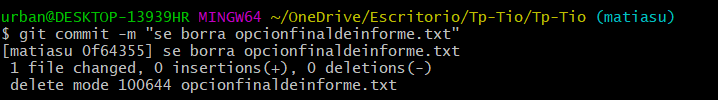 urban@DESKTOP-13939HR MINGW64 ~/OneDrive/Escritorio/Tp-Tio/Tp-Tio (matiasu)
$ git commit -m "se borra opcionfinaldeinforme.txt"
[matiasu 0f64355] se borra opcionfinaldeinforme.txt
 1 file changed, 0 insertions(+), 0 deletions(-)
 delete mode 100644 opcionfinaldeinforme.txt